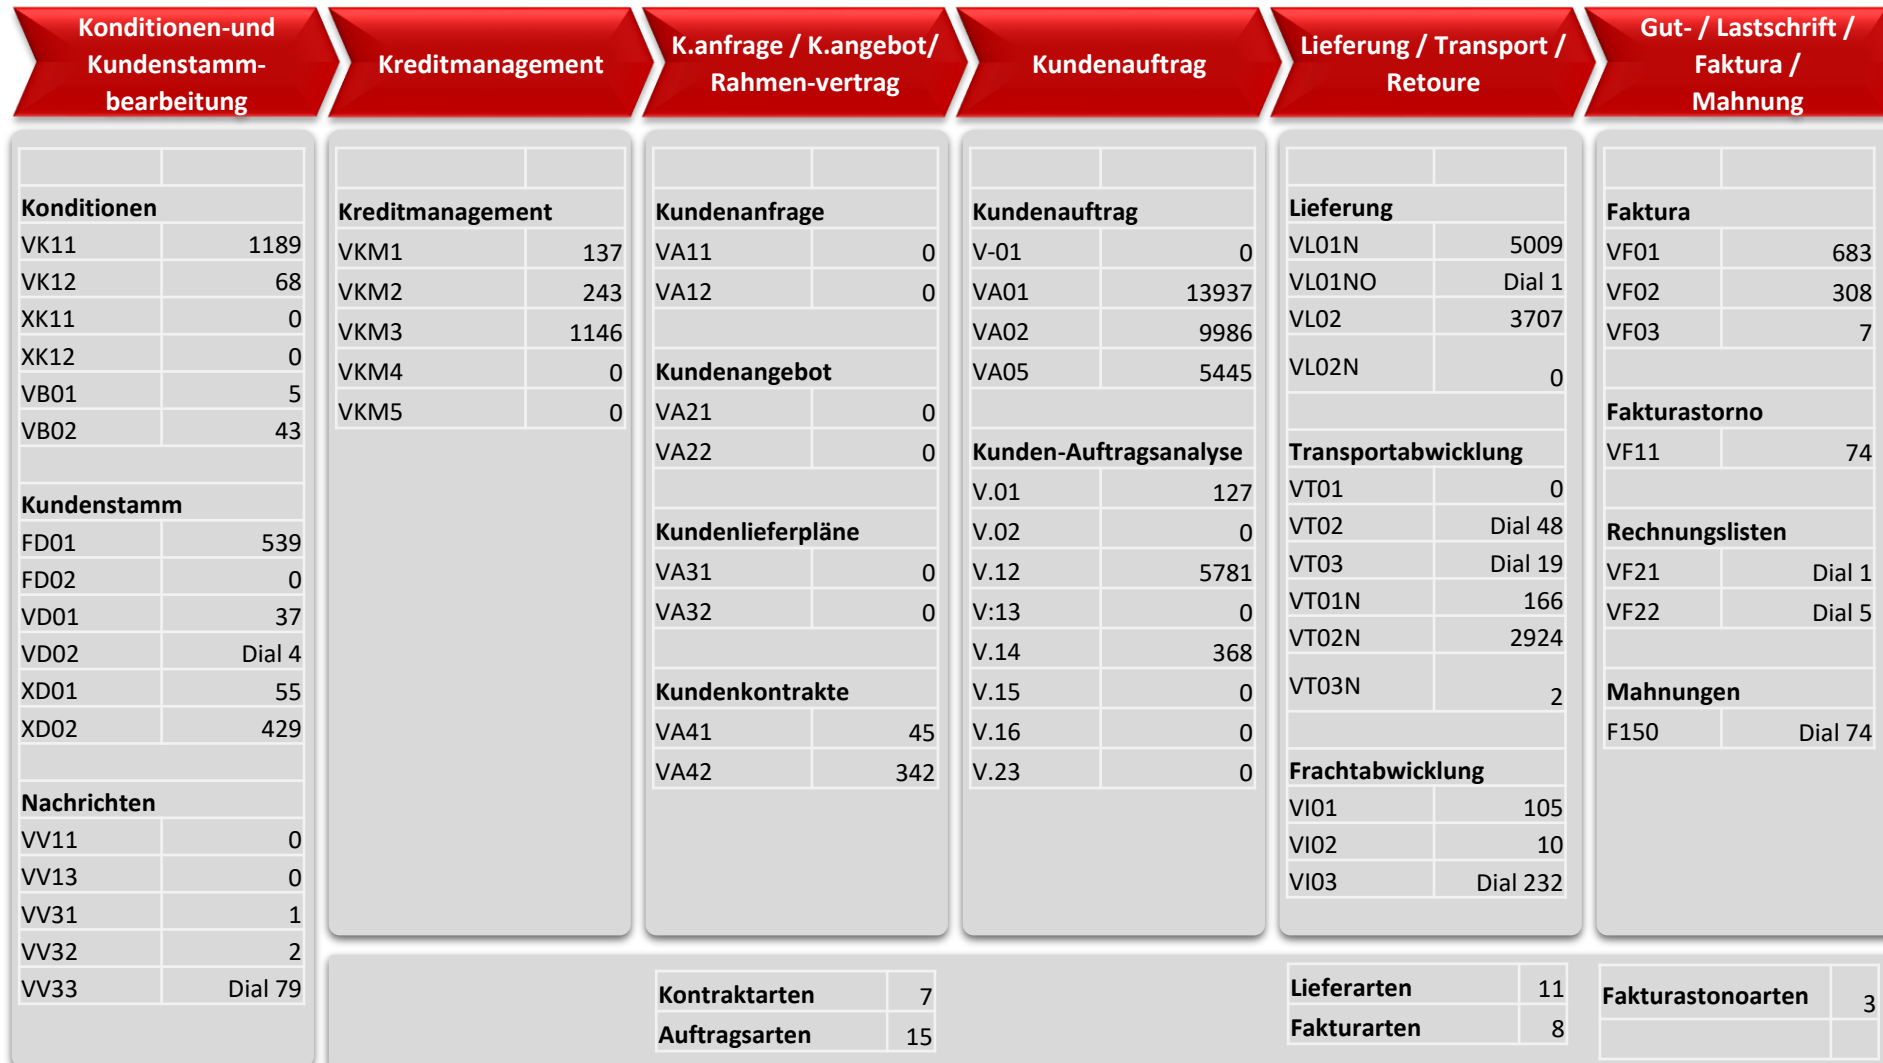 Konditionen-und
Kundenstamm-
bearbeitung
Kreditmanagement
K.anfrage / K.angebot/
Rahmen-vertrag
Kundenauftrag
Lieferung / Transport /
Retoure
Gut- / Lastschrift /
Faktura /
Mahnung
Konditionen
VK11 1189
VK12 68
XK11 0
XK12 0
VB01 5
VB02 43
Kundenstamm
FD01 539
FD02 0
VD01 37
VD02 Dial 4
XD01 55
XD02 429
Nachrichten
VV11 0
VV13 0
VV31 1
VV32 2
VV33 Dial 79
Kreditmanagement
VKM1 137
VKM2 243
VKM3 1146
VKM4 0
VKM5 0
Kundenanfrage
VA11 0
VA12 0
Kundenangebot
VA21 0
VA22 0
Kundenlieferpläne
VA31 0
VA32 0
Kundenkontrakte
VA41 45
VA42 342
Kundenauftrag
V-01 0
VA01 13937
VA02 9986
VA05 5445
Kunden-Auftragsanalyse
V.01 127
V.02 0
V.12 5781
V:13 0
V.14 368
V.15 0
V.16 0
V.23 0
Lieferung
VL01N 5009
VL01NO Dial 1
VL02 3707
VL02N 0
Transportabwicklung
VT01 0
VT02 Dial 48
VT03 Dial 19
VT01N 166
VT02N 2924
VT03N 2
Frachtabwicklung
VI01 105
VI02 10
VI03 Dial 232
Faktura
VF01 683
VF02 308
VF03 7
Fakturastorno
VF11 74
Rechnungslisten
VF21 Dial 1
VF22 Dial 5
Mahnungen
F150 Dial 74
Kontraktarten 7
Auftragsarten 15
Lieferarten 11
Fakturarten 8
Fakturastonoarten 3